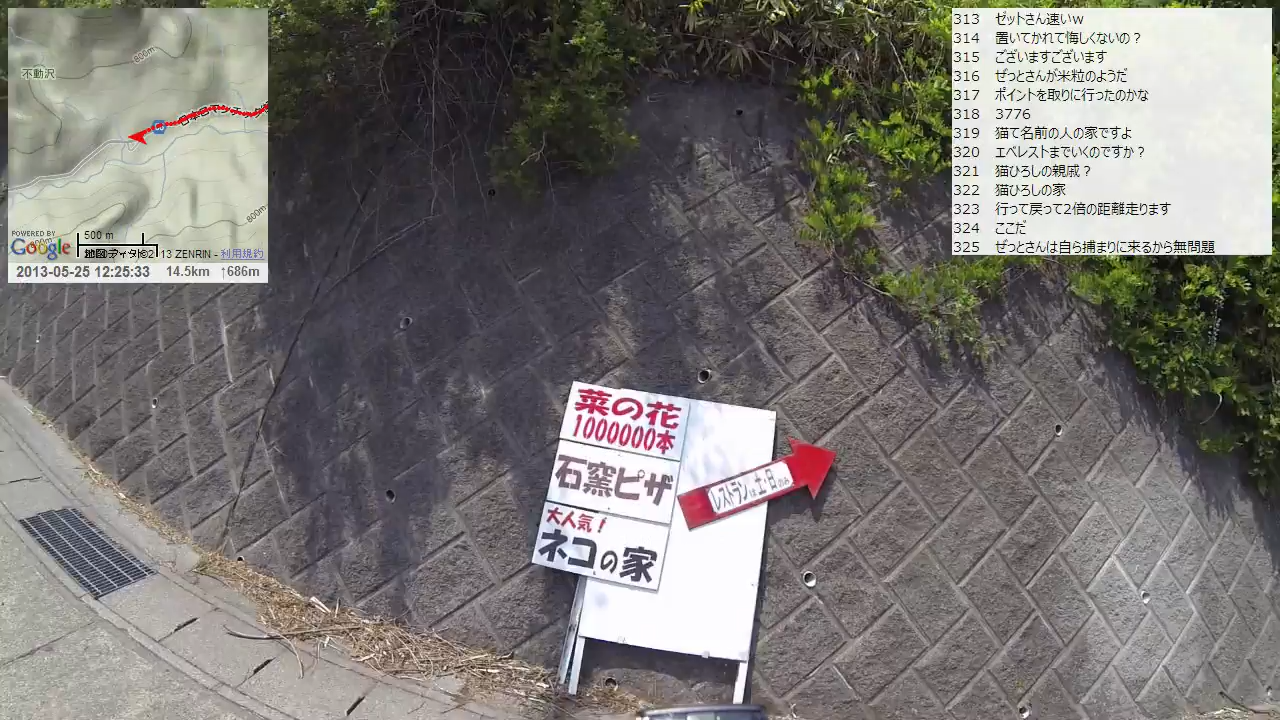 不動沢
800m
800m
800m
POWERED BY
Google
500 m
ZENRIN - 利用規約
2013-05-25 12:25:33 14.5km ↑686m
313 ゼットさん速いｗ
314 置いてかれて悔しくないの？
315 ございますございます
316 ぜっとさんが米粒のようだ
317 ポイントを取りに行ったのかな
318 3776
319 猫て名前の人の家ですよ
320 エベレストまでいくのですか？
321 猫ひろしの親戚？
322 猫ひろしの家
323 行って戻って2倍の距離走ります
324 ここだ
325 ぜっとさんは自ら捕まりに来るから無問題
菜の花
1000000本
石窯ピザ
大人気！
ネコの家
レストランは土・日のみ